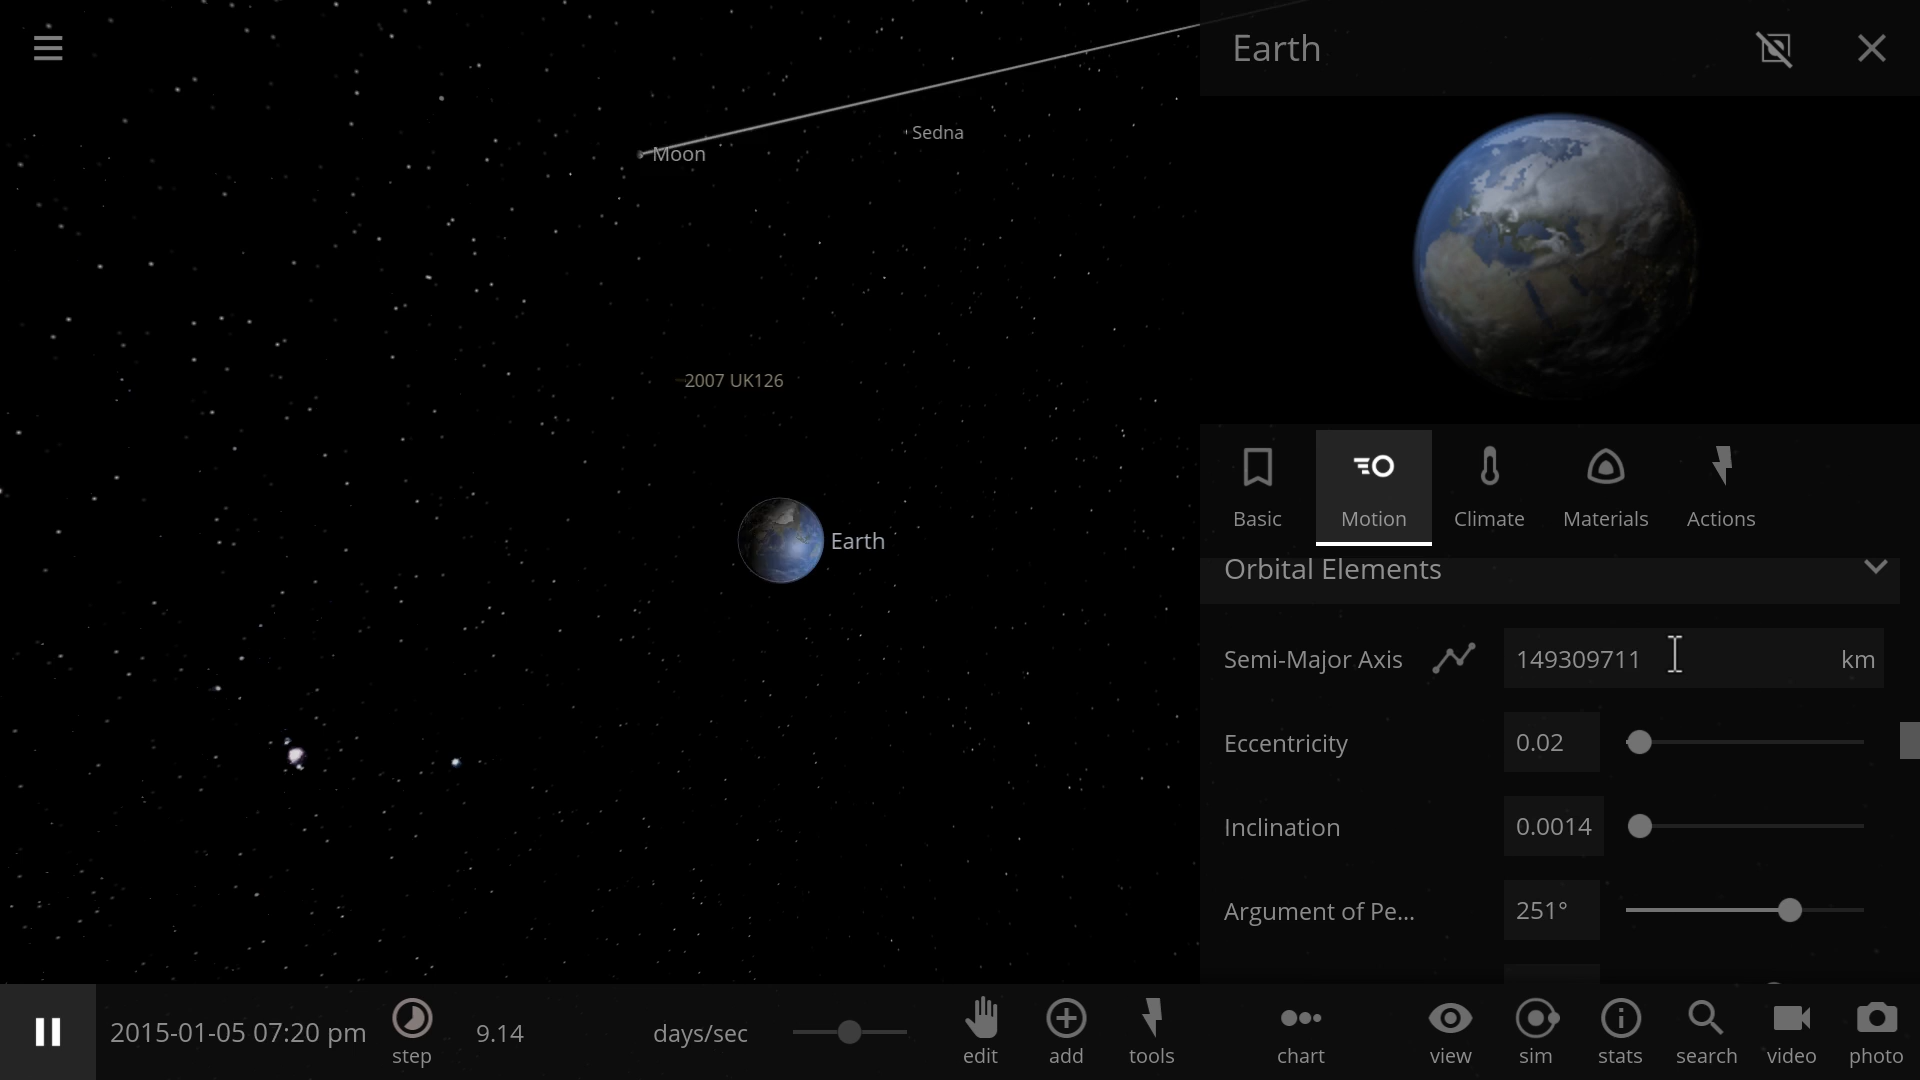 Earth
Moon
Sedna
2007 UK126
Earth
Basic
Motion
Climate
Materials
Actions
Orbital Elements
Semi-Major Axis 149309711 km
Eccentricity 0.02
Inclination 0.0014
Argument of Pe... 251°
2015-01-05 07:20 pm
step
9.14 days/sec
edit
add
tools
chart
view
sim
stats
search
video
photo